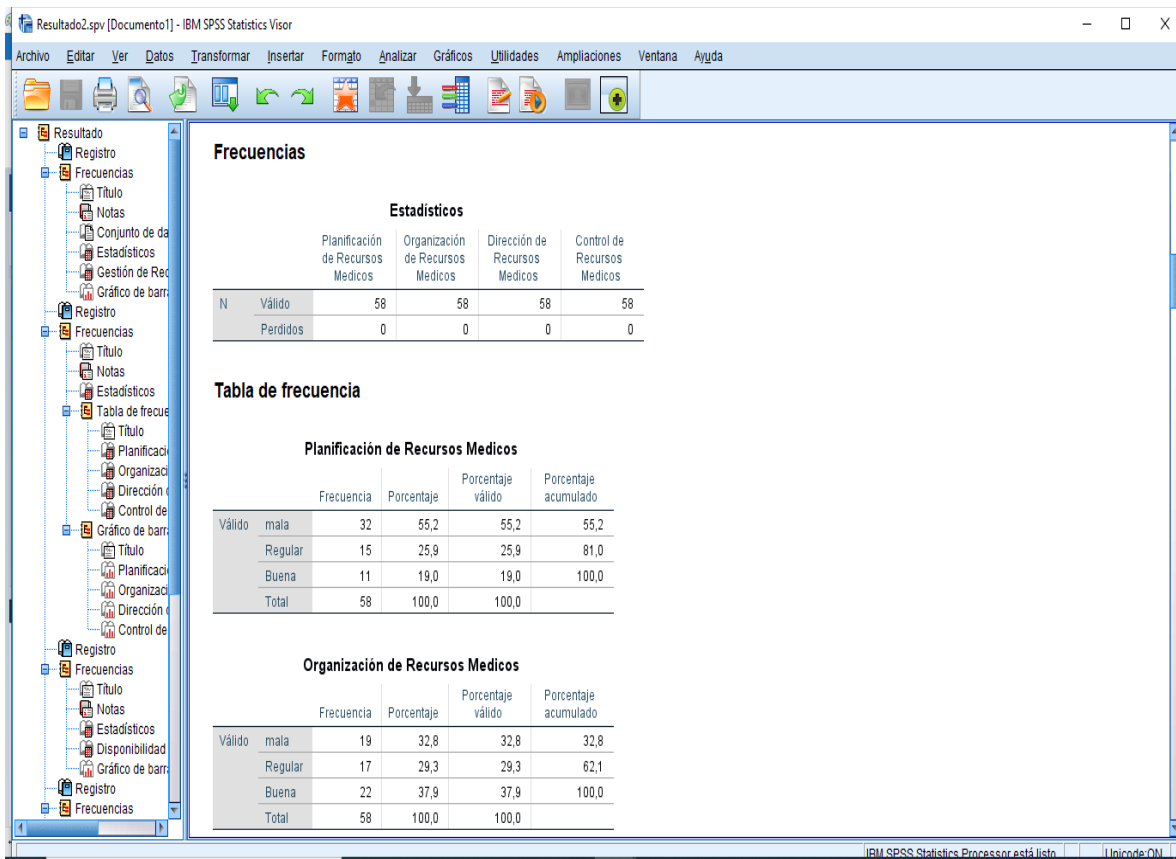 Resultado2.spv [Documento1] - IBM SPSS Statistics Visor
Archivo Editar Ver Datos Transformar Insertar Formato Analizar Gráficos Utilidades Ampliaciones Ventana Ayuda
Resultado
Registro
Frecuencias
Título
Notas
Conjunto de da
Estadísticos
Gestión de Rec
Gráfico de barra
Registro
Frecuencias
Título
Notas
Estadísticos
Tabla de frecue
Título
Planificaci
Organizaci
Dirección
Control de
Gráfico de barra
Título
Planificaci
Organizaci
Dirección
Control de
Registro
Frecuencias
Título
Notas
Estadísticos
Disponibilidad
Gráfico de barra
Registro
Frecuencias
Frecuencias
Estadísticos
Planificación de Recursos Medicos
Organización de Recursos Medicos
Dirección de Recursos Medicos
Control de Recursos Medicos
N Válido 58 58 58 58
Perdidos 0 0 0 0
Tabla de frecuencia
Planificación de Recursos Medicos
Frecuencia Porcentaje Porcentaje válido Porcentaje acumulado
Válido mala 32 55,2 55,2 55,2
Regular 15 25,9 25,9 81,0
Buena 11 19,0 19,0 100,0
Total 58 100,0 100,0
Organización de Recursos Medicos
Frecuencia Porcentaje Porcentaje válido Porcentaje acumulado
Válido mala 19 32,8 32,8 32,8
Regular 17 29,3 29,3 62,1
Buena 22 37,9 37,9 100,0
Total 58 100,0 100,0
IBM SPSS Statistics Processor está listo Unicode:ON